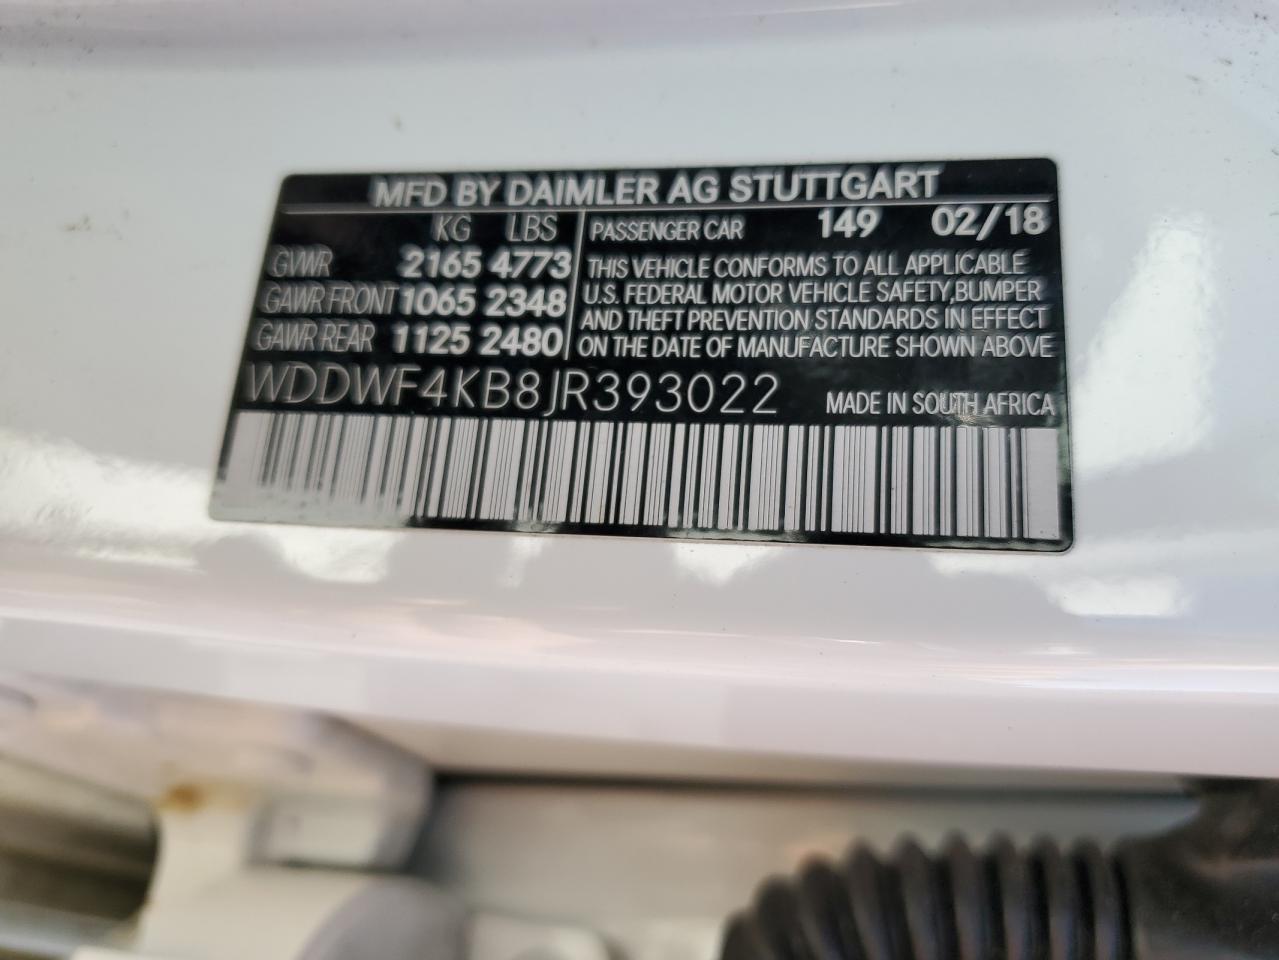 MFD BY DAIMLER AG STUTTGART
KG LBS
GVWR 2165 4773
GAWR FRONT 1065 2348
GAWR REAR 1125 2480
PASSENGER CAR 149 02/18
THIS VEHICLE CONFORMS TO ALL APPLICABLE
U.S. FEDERAL MOTOR VEHICLE SAFETY,BUMPER
AND THEFT PREVENTION STANDARDS IN EFFECT
ON THE DATE OF MANUFACTURE SHOWN ABOVE
WDDWF4KB8JR393022 MADE IN SOUTH AFRICA